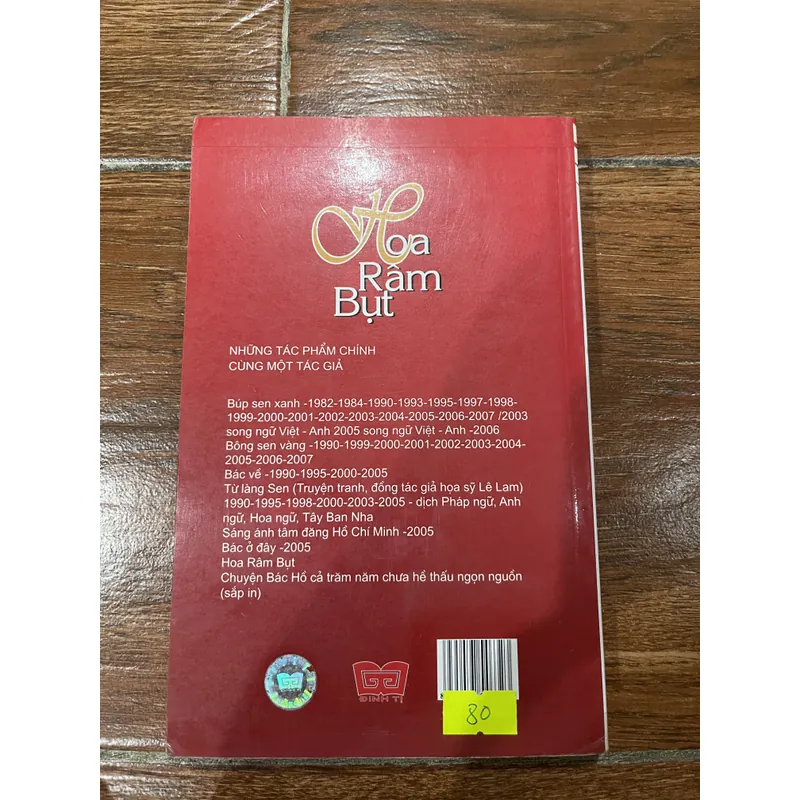 Hoa
Râm
Bụt
NHỮNG TÁC PHẨM CHÍNH
CÙNG MỘT TÁC GIẢ
Búp sen xanh -1982-1984-1990-1993-1995-1997-1998-
1999-2000-2001-2002-2003-2004-2005-2006-2007 /2003
song ngữ Việt - Anh 2005 song ngữ Việt - Anh -2006
Bông sen vàng -1990-1999-2000-2001-2002-2003-2004-
2005-2006-2007
Bác về -1990-1995-2000-2005
Từ làng Sen (Truyện tranh, đồng tác giả họa sỹ Lê Lam)
1990-1995-1998-2000-2003-2005 - dịch Pháp ngữ, Anh
ngữ, Hoa ngữ, Tây Ban Nha
Sáng ánh tâm đăng Hồ Chí Minh -2005
Bác ở đây -2005
Hoa Râm Bụt
Chuyện Bác Hồ cả trăm năm chưa hề thấu ngọn nguồn
(sắp in)
ĐINH TỊ
80